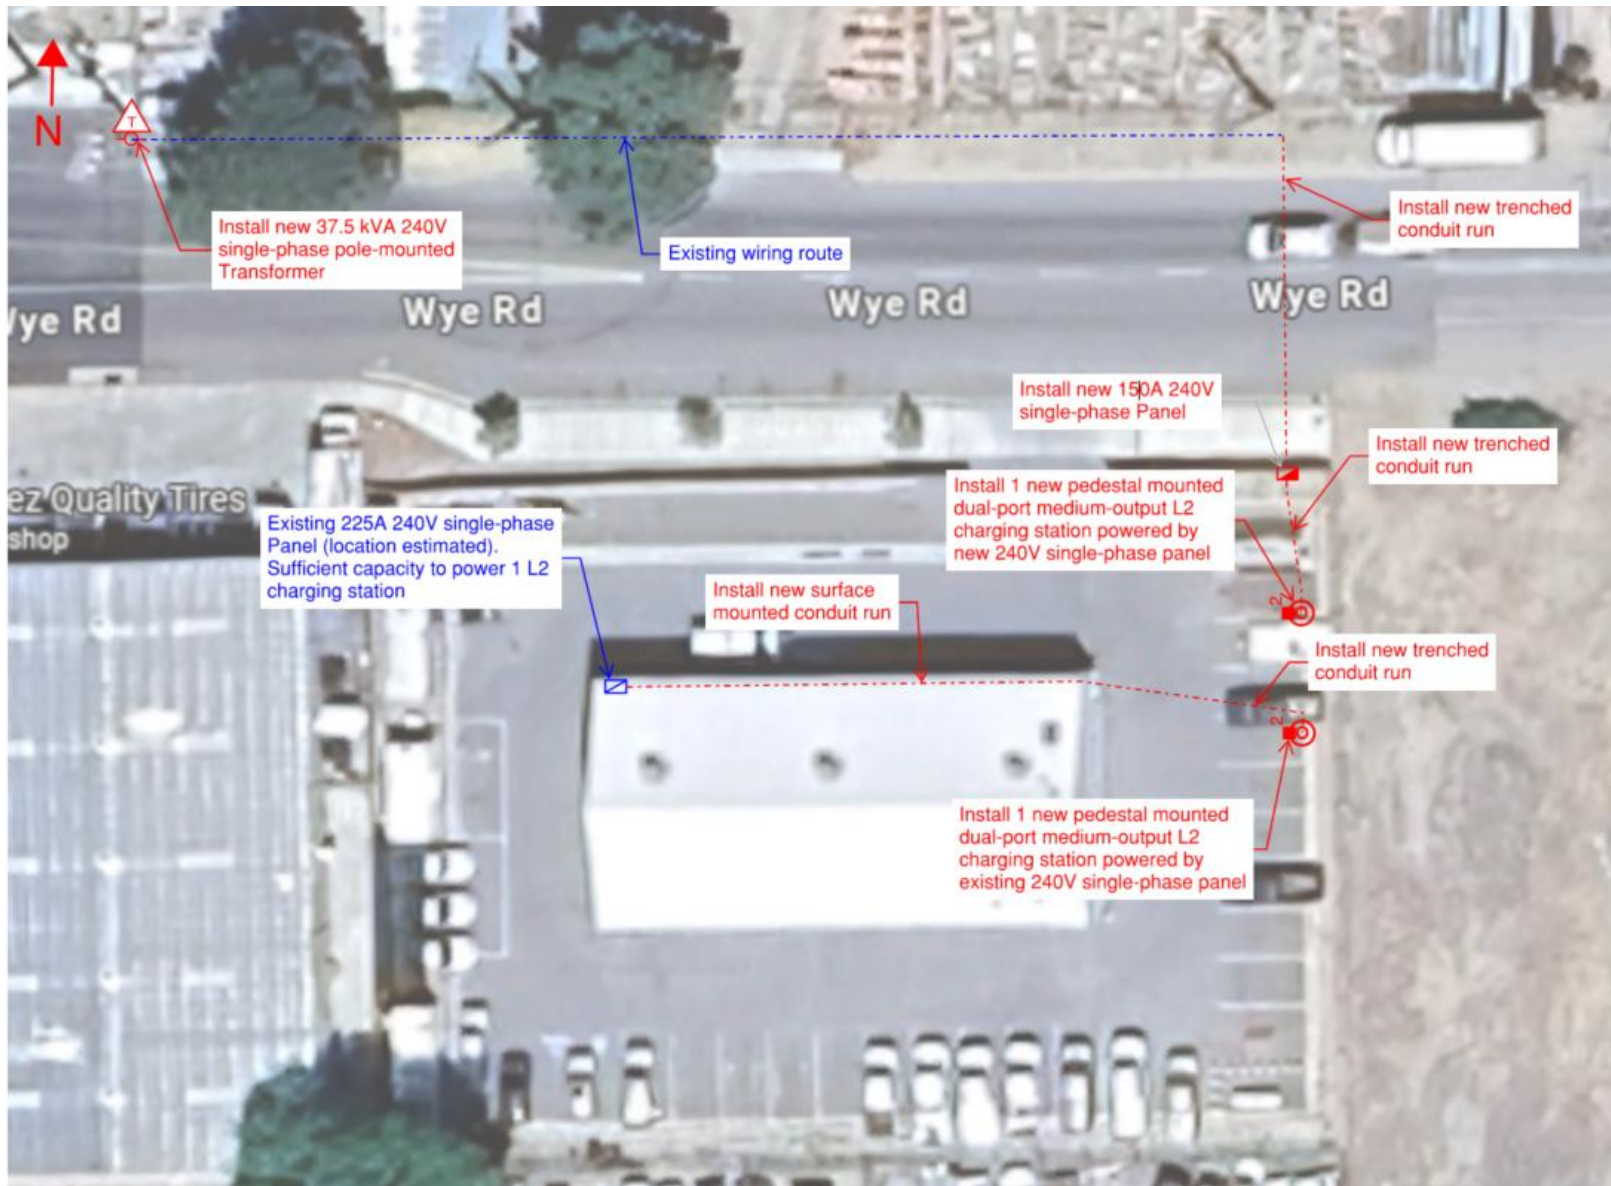 N
T
Install new 37.5 kVA 240V
single-phase pole-mounted
Transformer
Existing wiring route
Install new trenched
conduit run
Wye Rd
Wye Rd
Wye Rd
Wye Rd
Install new 150A 240V
single-phase Panel
Install new trenched
conduit run
ez Quality Tires
shop
Existing 225A 240V single-phase
Panel (location estimated).
Sufficient capacity to power 1 L2
charging station
Install 1 new pedestal mounted
dual-port medium-output L2
charging station powered by
new 240V single-phase panel
Install new surface
mounted conduit run
2
Install new trenched
conduit run
2
Install 1 new pedestal mounted
dual-port medium-output L2
charging station powered by
existing 240V single-phase panel